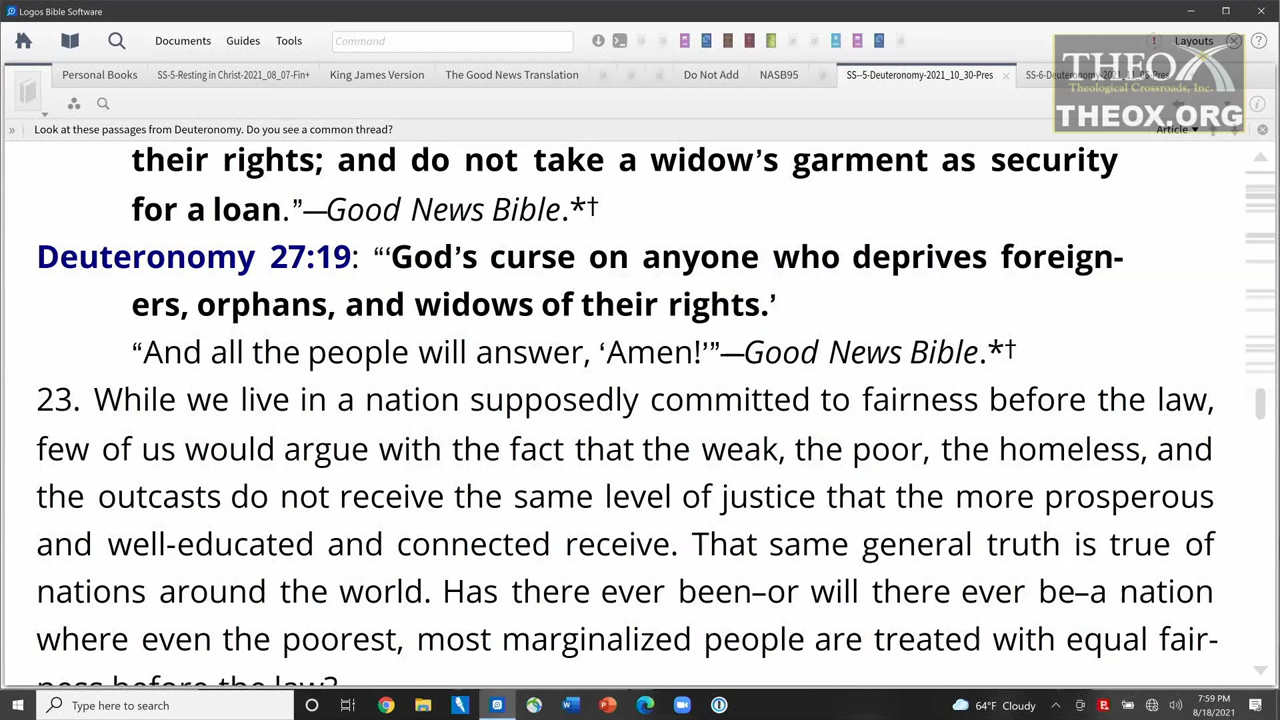 Logos Bible Software
Documents Guides Tools Command Layouts
THEOX
Theological Crossroads, Inc.
THEOX.ORG
Personal Books SS-5-Resting in Christ-2021_08_07-Fin+ King James Version The Good News Translation Do Not Add NASB95 SS--5-Deuteronomy-2021_10_30-Pres SS-6-Deuteronomy-2021
» Look at these passages from Deuteronomy. Do you see a common thread? Article
their rights; and do not take a widow’s garment as security
for a loan.”—Good News Bible.*†
Deuteronomy 27:19: “‘God’s curse on anyone who deprives foreign-
ers, orphans, and widows of their rights.’
“And all the people will answer, ‘Amen!’”—Good News Bible.*†
23. While we live in a nation supposedly committed to fairness before the law,
few of us would argue with the fact that the weak, the poor, the homeless, and
the outcasts do not receive the same level of justice that the more prosperous
and well-educated and connected receive. That same general truth is true of
nations around the world. Has there ever been–or will there ever be–a nation
where even the poorest, most marginalized people are treated with equal fair-
ness before the law?
Type here to search
64°F Cloudy
7:59 PM
8/18/2021